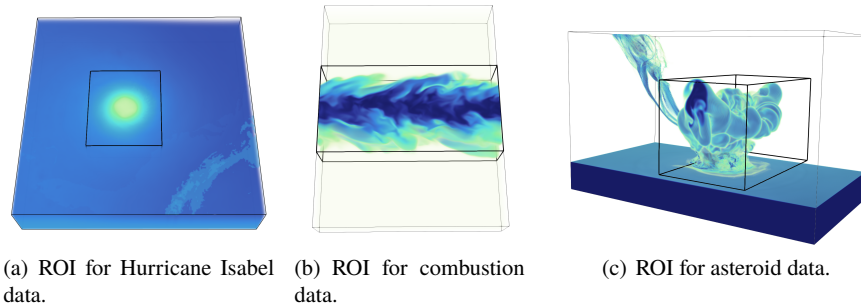 (a) ROI for Hurricane Isabel
data.
(b) ROI for combustion
data.
(c) ROI for asteroid data.